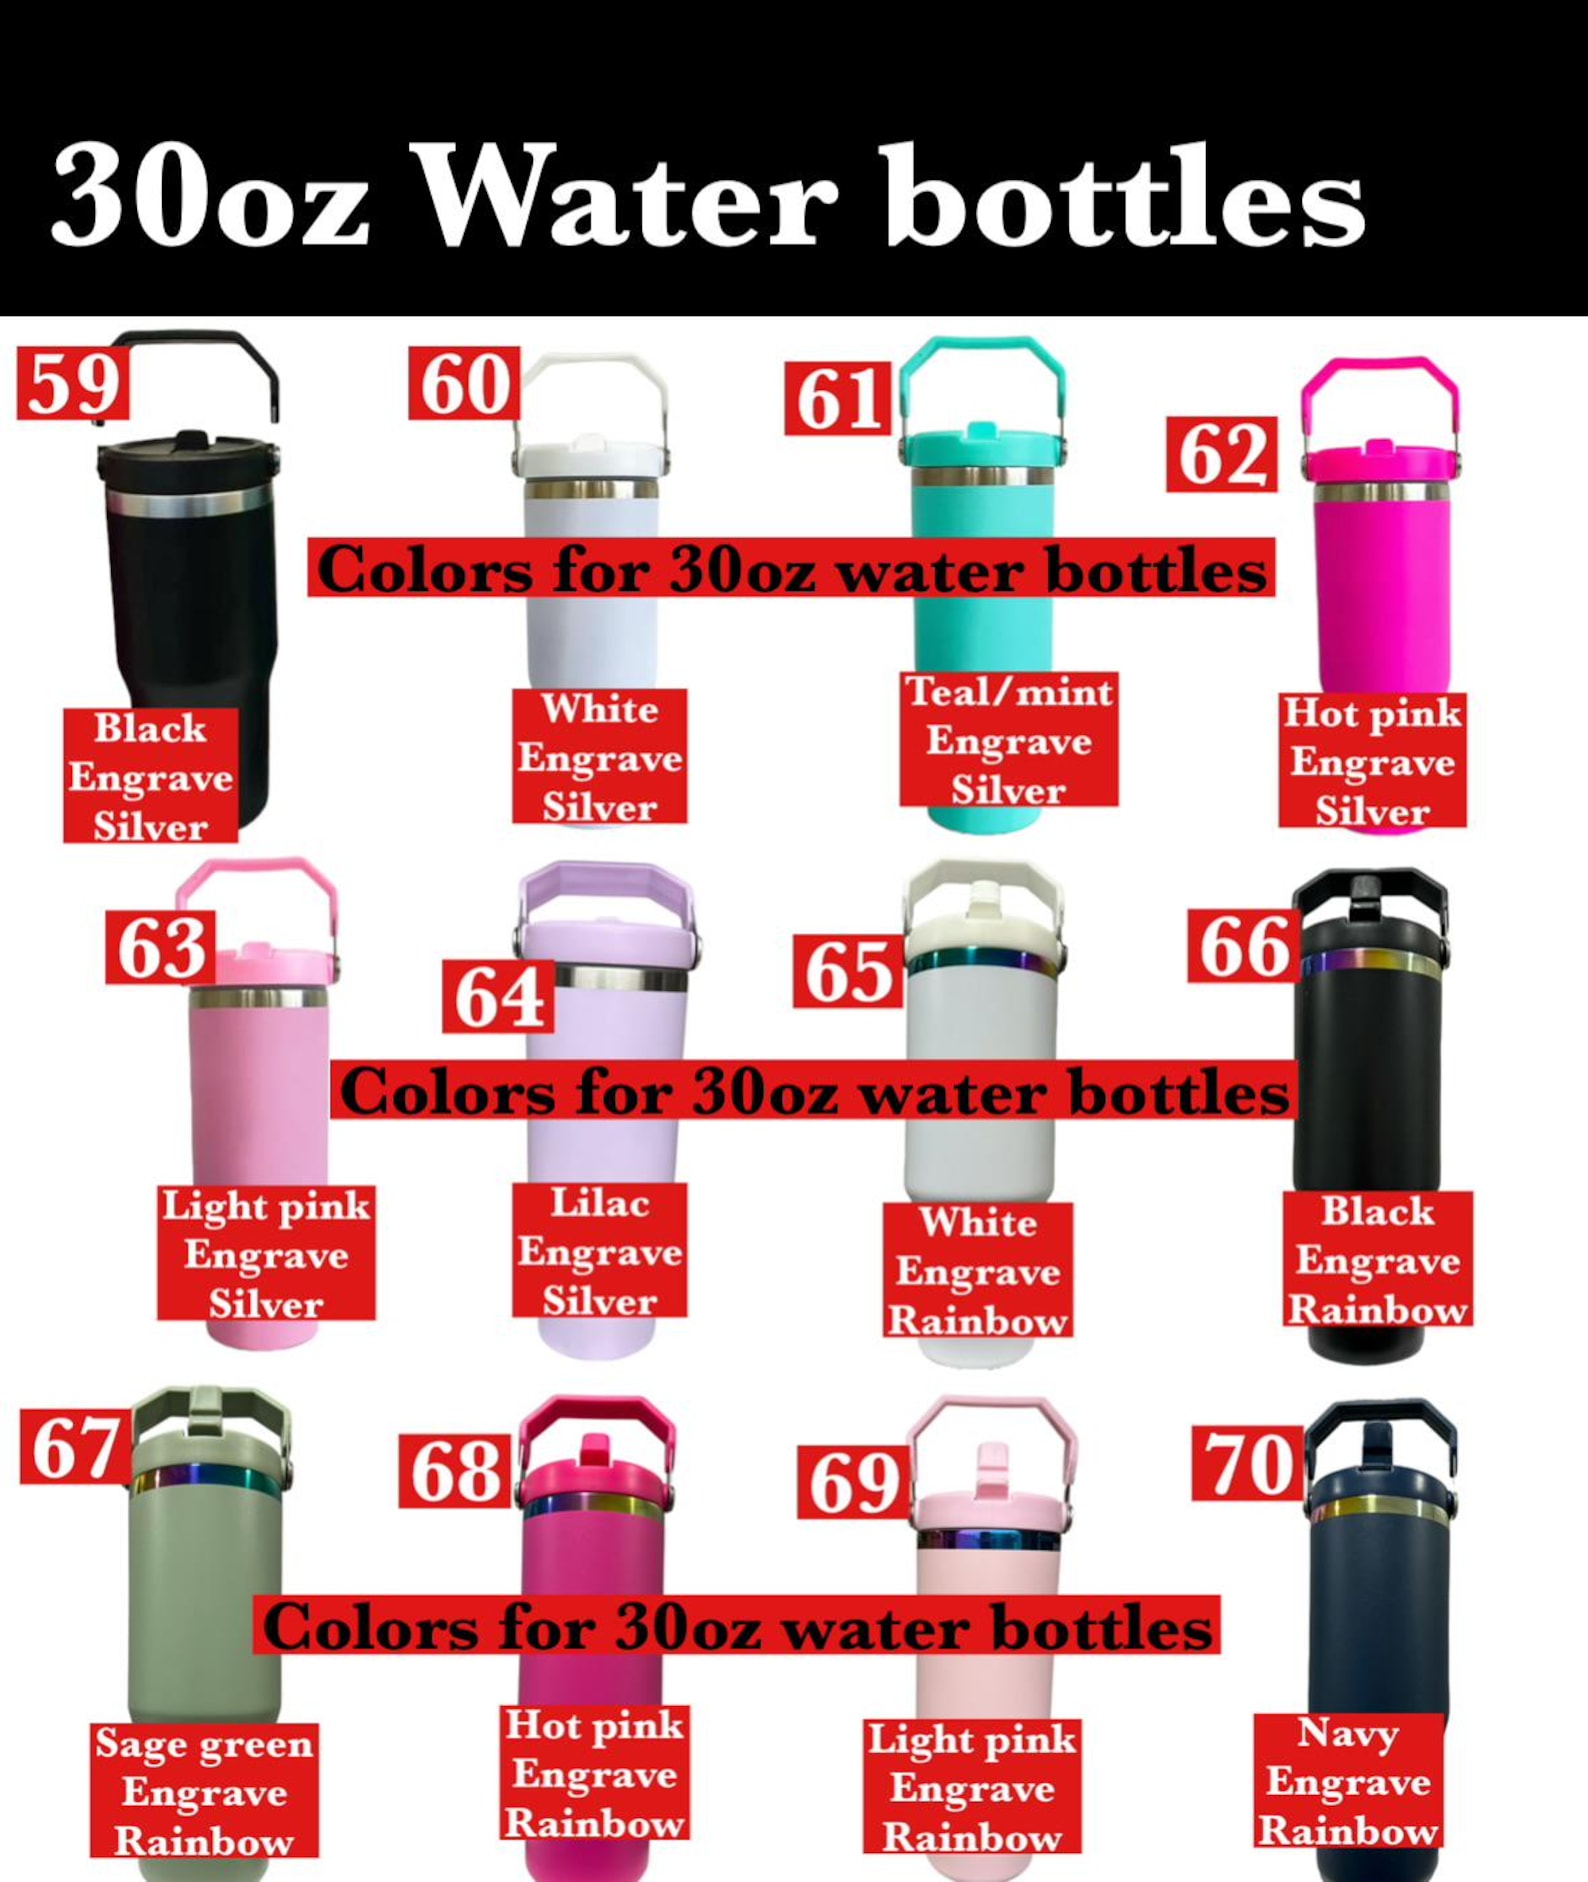 30oz Water bottles
59
60
61
62
Colors for 30oz water bottles
Black
Engrave
Silver
White
Engrave
Silver
Teal/mint
Engrave
Silver
Hot pink
Engrave
Silver
63
64
65
66
Colors for 30oz water bottles
Light pink
Engrave
Silver
Lilac
Engrave
Silver
White
Engrave
Rainbow
Black
Engrave
Rainbow
67
68
69
70
Colors for 30oz water bottles
Sage green
Engrave
Rainbow
Hot pink
Engrave
Rainbow
Light pink
Engrave
Rainbow
Navy
Engrave
Rainbow